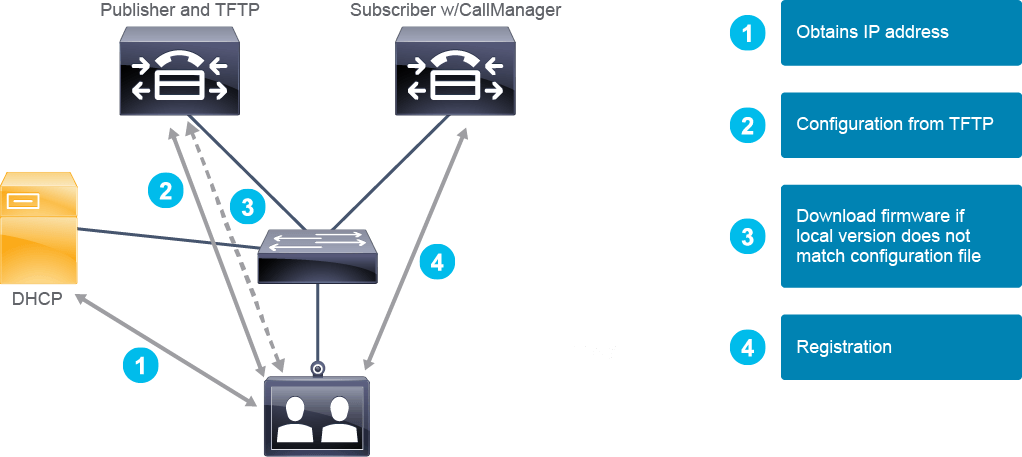 Publisher and TFTP
Subscriber w/CallManager
1
Obtains IP address
2
Configuration from TFTP
3
Download firmware if
local version does not
match configuration file
4
Registration
2
3
4
DHCP
1